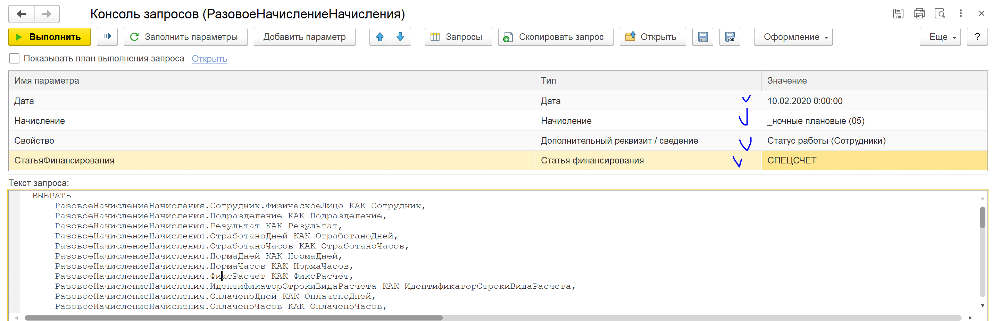 Консоль запросов (РазовоеНачислениеНачисления)
Выполнить Заполнить параметры Добавить параметр Запросы Скопировать запрос Открыть OK Оформление Еще ?
Показывать план выполнения запроса Открыть
Имя параметра Тип Значение
Дата Дата 10.02.2020 0:00:00
Начисление Начисление _ночные плановые (05)
Свойство Дополнительный реквизит / сведение Статус работы (Сотрудники)
СтатьяФинансирования Статья финансирования СПЕЦСЧЕТ
Текст запроса:
ВЫБРАТЬ
РазовоеНачислениеНачисления.Сотрудник.ФизическоеЛицо КАК Сотрудник,
РазовоеНачислениеНачисления.Подразделение КАК Подразделение,
РазовоеНачислениеНачисления.Результат КАК Результат,
РазовоеНачислениеНачисления.ОтработаноДней КАК ОтработаноДней,
РазовоеНачислениеНачисления.ОтработаноЧасов КАК ОтработаноЧасов,
РазовоеНачислениеНачисления.НормаДней КАК НормаДней,
РазовоеНачислениеНачисления.НормаЧасов КАК НормаЧасов,
РазовоеНачислениеНачисления.ФиксРасчет КАК ФиксРасчет,
РазовоеНачислениеНачисления.ИдентификаторСтрокиВидаРасчета КАК ИдентификаторСтрокиВидаРасчета,
РазовоеНачислениеНачисления.ОплаченоДней КАК ОплаченоДней,
РазовоеНачислениеНачисления.ОплаченоЧасов КАК ОплаченоЧасов,